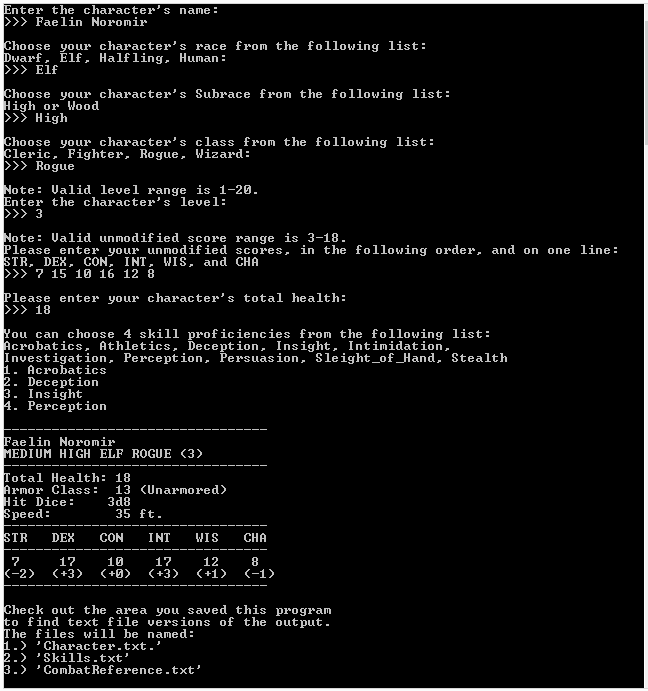 Enter the character's name:
>>> Faelin Noromir
Choose your character's race from the following list:
Dwarf, Elf, Halfling, Human:
>>> Elf
Choose your character's Subrace from the following list:
High or Wood
>>> High
Choose your character's class from the following list:
Cleric, Fighter, Rogue, Wizard:
>>> Rogue
Note: Valid level range is 1-20.
Enter the character's level:
>>> 3
Note: Valid unmodified score range is 3-18.
Please enter your unmodified scores, in the following order, and on one line:
STR, DEX, CON, INT, WIS, and CHA
>>> 7 15 10 16 12 8
Please enter your character's total health:
>>> 18
You can choose 4 skill proficiencies from the following list:
Acrobatics, Athletics, Deception, Insight, Intimidation,
Investigation, Perception, Persuasion, Sleight_of_Hand, Stealth
1. Acrobatics
2. Deception
3. Insight
4. Perception
---------------------------------
Faelin Noromir
MEDIUM HIGH ELF ROGUE (3)
---------------------------------
Total Health: 18
Armor Class:  13 (Unarmored)
Hit Dice:    3d8
Speed:        35 ft.
---------------------------------
STR   DEX   CON   INT   WIS   CHA
---------------------------------
 7     17    10    17    12    8
(-2)  (+3)  (+0)  (+3)  (+1)  (-1)
---------------------------------
Check out the area you saved this program
to find text file versions of the output.
The files will be named:
1.) 'Character.txt.'
2.) 'Skills.txt'
3.) 'CombatReference.txt'